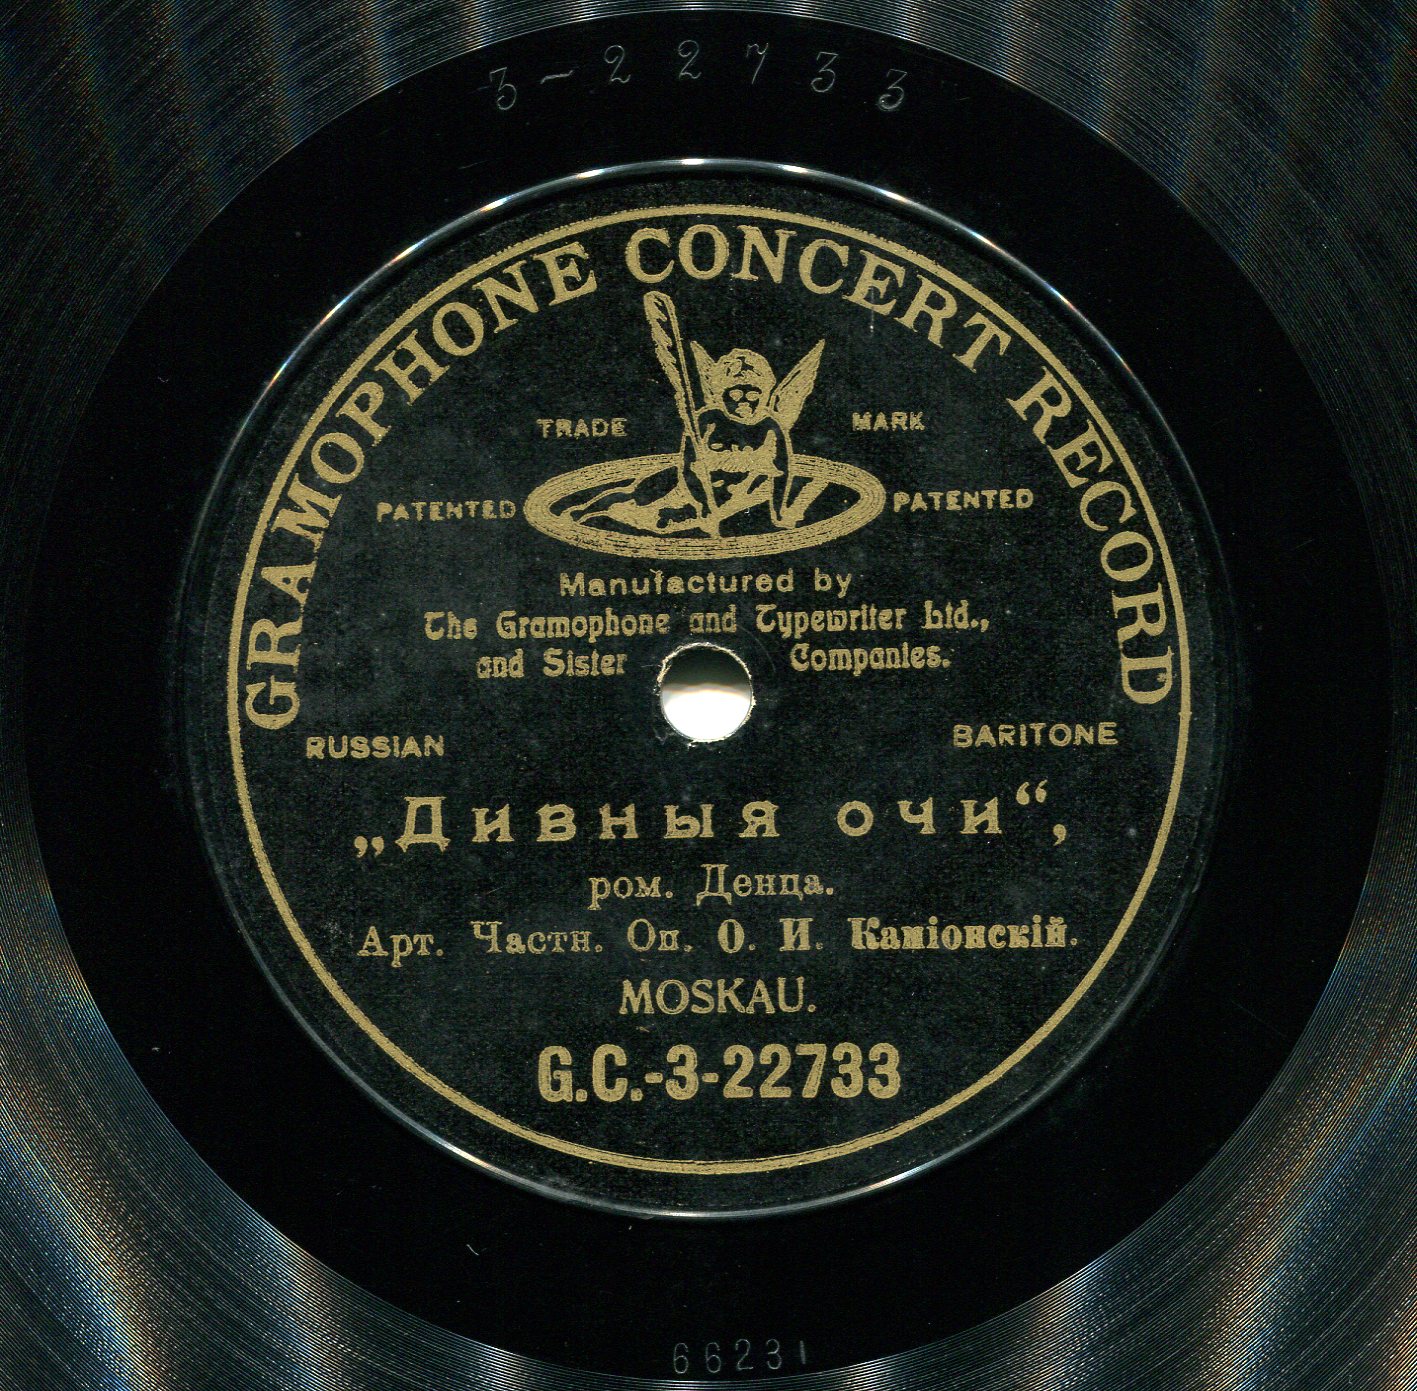 3-22733
GRAMOPHONE CONCERT RECORD
TRADE MARK
PATENTED PATENTED
Manufactured by
The Gramophone and Typewriter Ltd.,
and Sister Companies.
RUSSIAN BARITONE
„Дивныя очи“,
ром. Денца.
Арт. Частн. Оп. О. И. Каміонскій.
MOSKAU.
G.C.-3-22733
66231